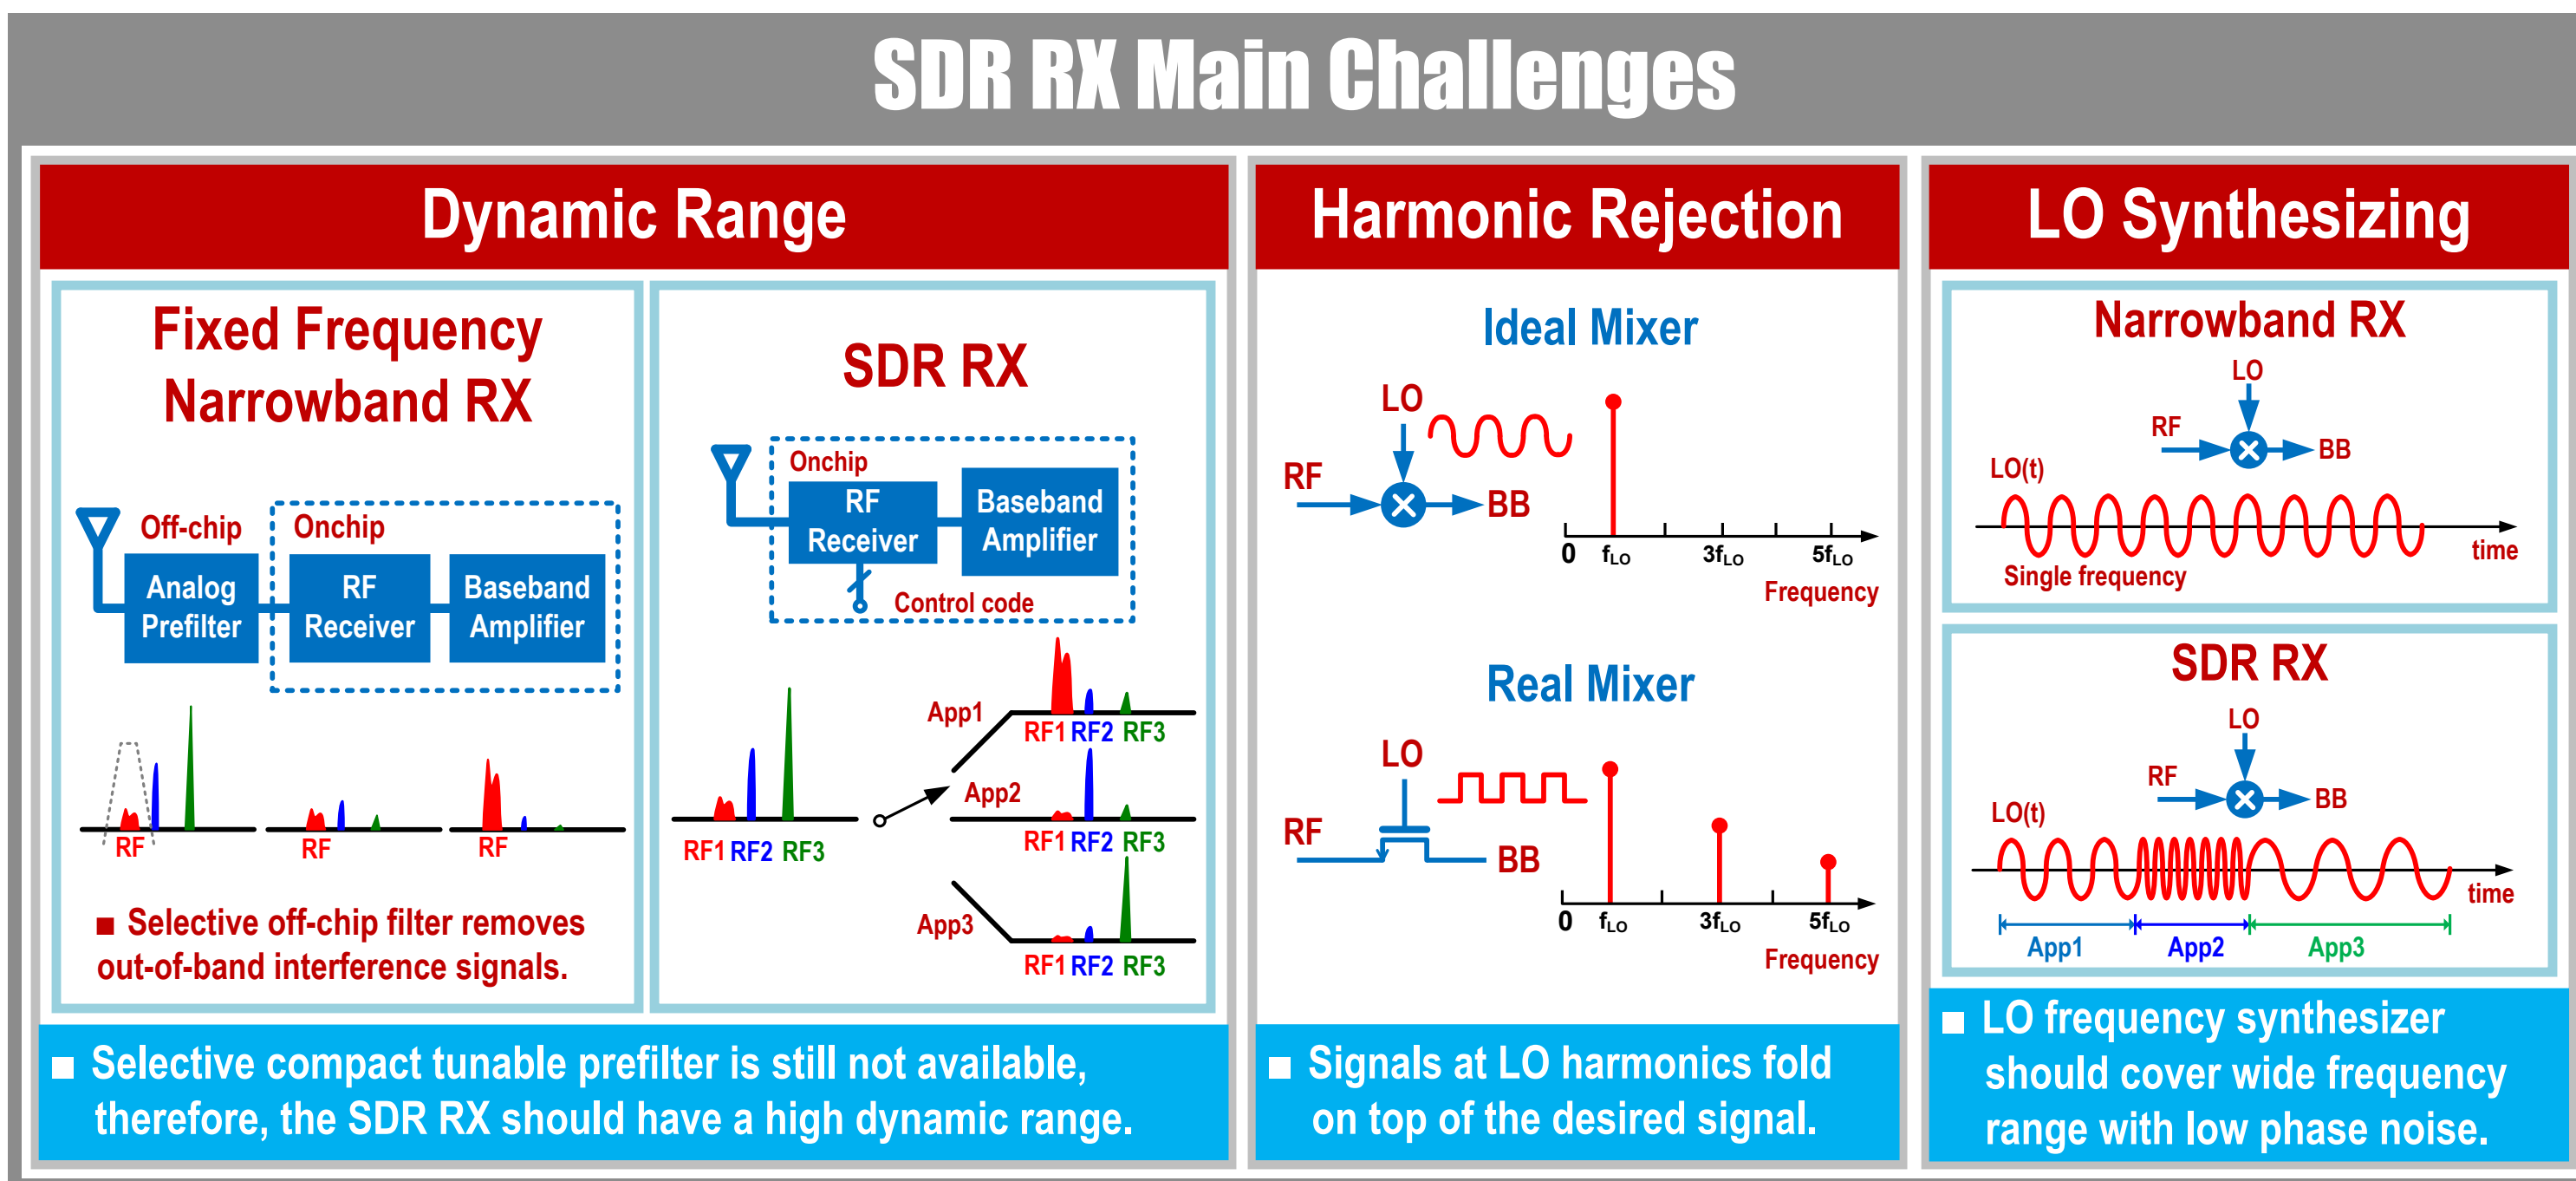 SDR RX Main Challenges
Dynamic Range
Fixed Frequency
Narrowband RX
Off-chip
Onchip
Analog
Prefilter
RF
Receiver
Baseband
Amplifier
RF
RF
RF
■ Selective off-chip filter removes
out-of-band interference signals.
SDR RX
Onchip
RF
Receiver
Baseband
Amplifier
Control code
RF1 RF2 RF3
App1
RF1 RF2 RF3
App2
RF1 RF2 RF3
App3
RF1 RF2 RF3
■ Selective compact tunable prefilter is still not available,
therefore, the SDR RX should have a high dynamic range.
Harmonic Rejection
Ideal Mixer
LO
RF
BB
0 fLO 3fLO 5fLO
Frequency
Real Mixer
LO
RF
BB
0 fLO 3fLO 5fLO
Frequency
■ Signals at LO harmonics fold
on top of the desired signal.
LO Synthesizing
Narrowband RX
LO
RF
BB
LO(t)
time
Single frequency
SDR RX
LO
RF
BB
LO(t)
time
App1 App2 App3
■ LO frequency synthesizer
should cover wide frequency
range with low phase noise.